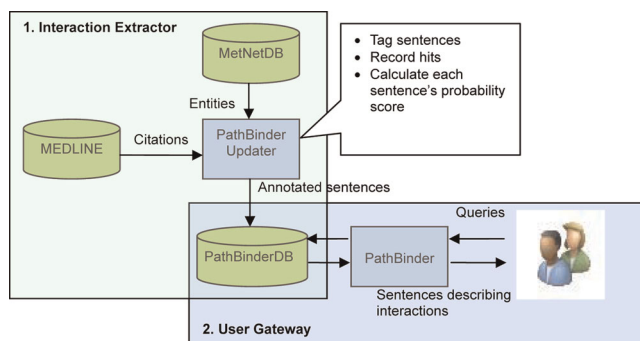 1. Interaction Extractor
MetNetDB
• Tag sentences
• Record hits
• Calculate each
sentence's probability
score
Entities
Citations
MEDLINE
PathBinder
Updater
Annotated sentences
Queries
PathBinderDB
PathBinder
Sentences describing
interactions
2. User Gateway